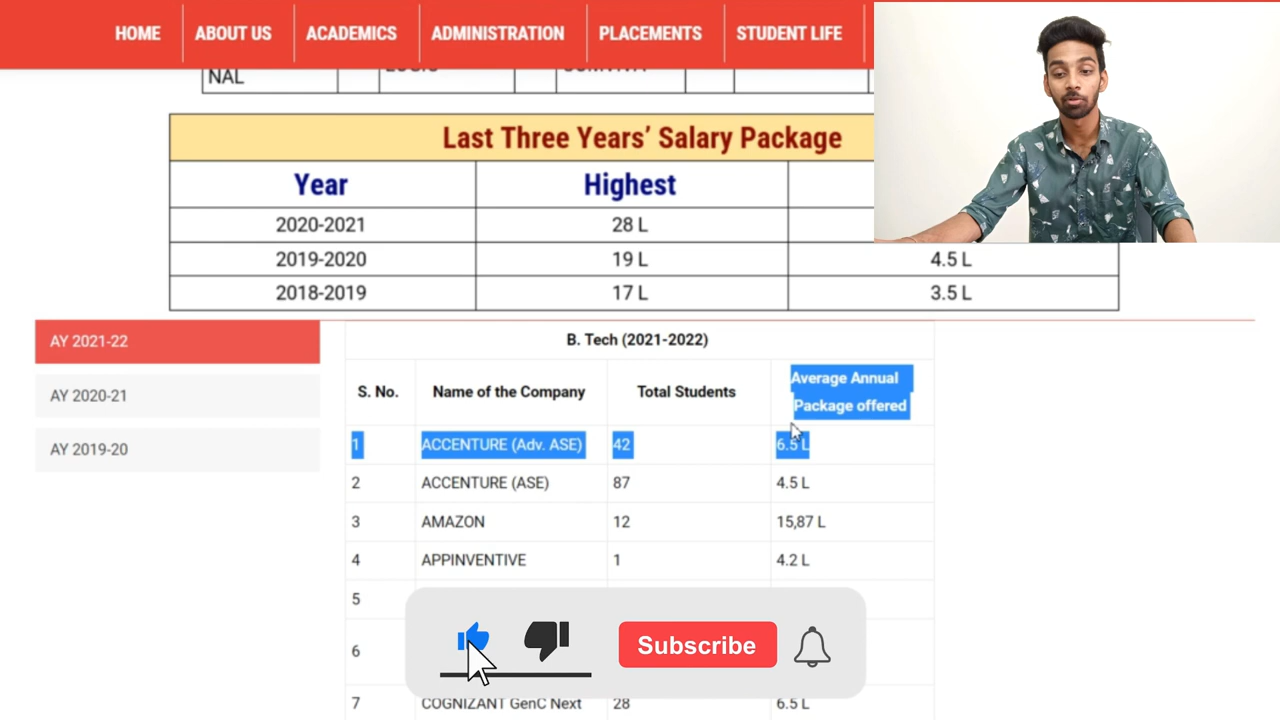 HOME ABOUT US ACADEMICS ADMINISTRATION PLACEMENTS STUDENT LIFE
NAL
Last Three Years’ Salary Package
Year Highest
2020-2021 28 L
2019-2020 19 L 4.5 L
2018-2019 17 L 3.5 L
AY 2021-22
AY 2020-21
AY 2019-20
B. Tech (2021-2022)
S. No. Name of the Company Total Students Average Annual
Package offered
1 ACCENTURE (Adv. ASE) 42 6.5 L
2 ACCENTURE (ASE) 87 4.5 L
3 AMAZON 12 15,87 L
4 APPINVENTIVE 1 4.2 L
5
6
Subscribe
7 COGNIZANT GenC Next 28 6.5 L